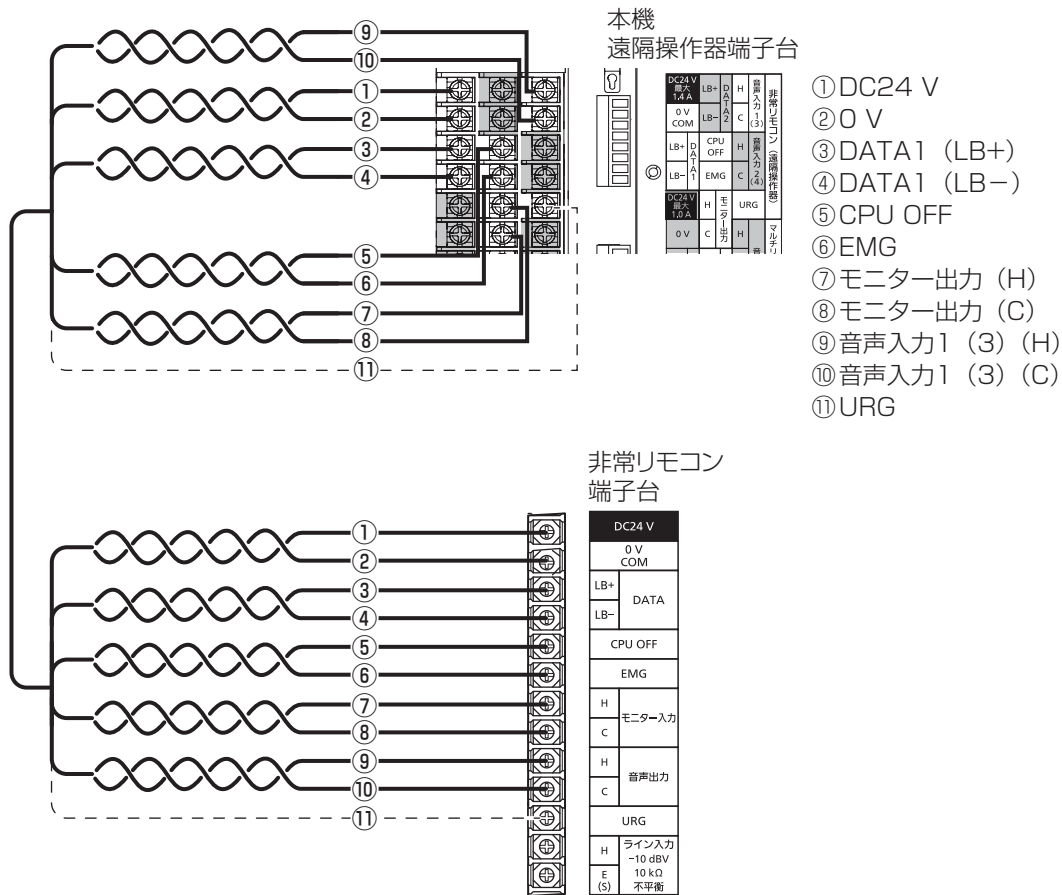 本機
遠隔操作器端子台
⑨
⑩
①
②
③
④
⑤
⑥
⑦
⑧
⑪
DC24 V
最大
1.4 A
LB+
DATA2
H
音声入力1(3)
非常リモコン(遠隔操作器)
0 V
COM
LB−
C
LB+
DATA1
CPU
OFF
H
音声入力2(4)
LB−
EMG
C
DC24 V
最大
1.0 A
H
モニター出力
URG
0 V
C
H
①DC24 V
②0 V
③DATA1(LB+)
④DATA1(LB−)
⑤CPU OFF
⑥EMG
⑦モニター出力(H)
⑧モニター出力(C)
⑨音声入力1(3)(H)
⑩音声入力1(3)(C)
⑪URG
非常リモコン
端子台
①
②
③
④
⑤
⑥
⑦
⑧
⑨
⑩
⑪
DC24 V
0 V
COM
LB+
DATA
LB−
CPU OFF
EMG
H
モニター入力
C
H
音声出力
C
URG
H
ライン入力
−10 dBV
10 kΩ
不平衡
E
(S)